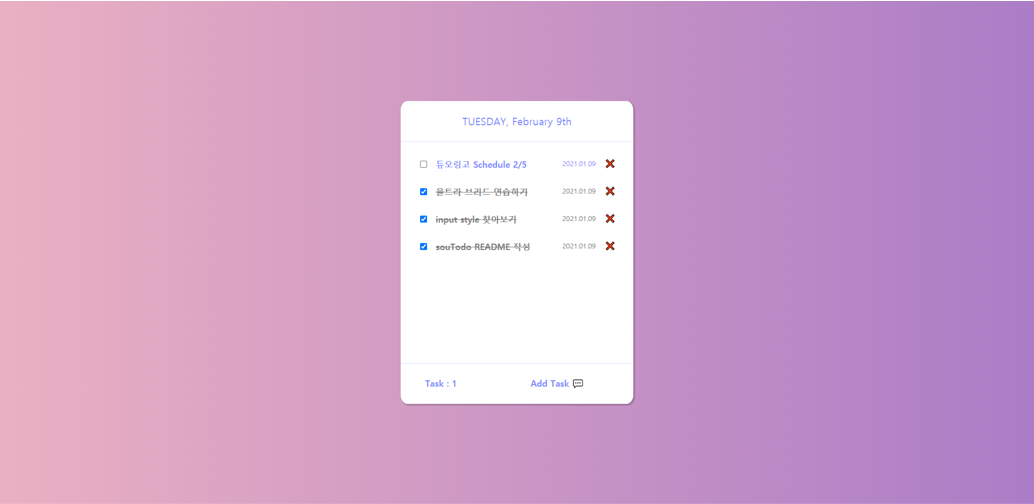 TUESDAY, February 9th
듀모링고 Schedule 2/5 2021.01.09
울트라 브리드 연습하기 2021.01.09
input style 찾아보기 2021.01.09
souTodo README 작성 2021.01.09
Task : 1 Add Task